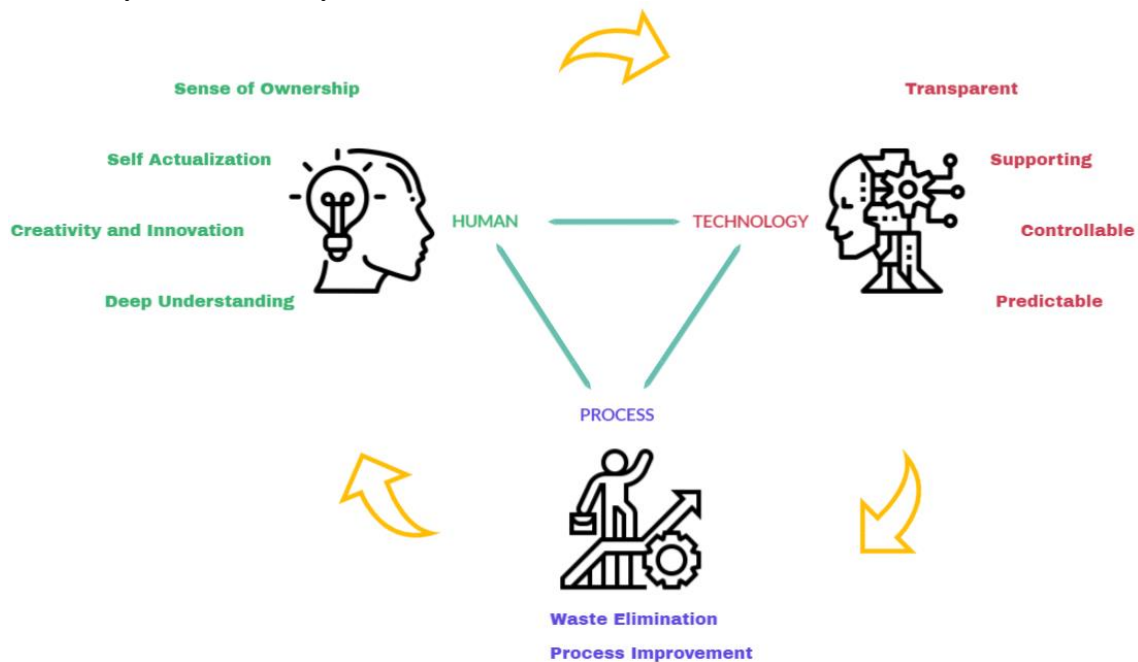 Sense of Ownership
Transparent
Self Actualization
Supporting
HUMAN
TECHNOLOGY
Creativity and Innovation
Controllable
Deep Understanding
Predictable
PROCESS
Waste Elimination
Process Improvement